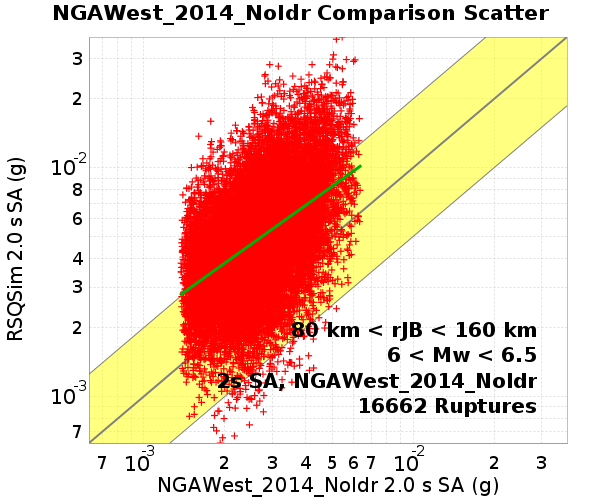 NGAWest_2014_NoIdr Comparison Scatter
RSQSim 2.0 s SA (g)
3
2
10-2
8
6
4
3
2
10-3
7
80 km < rJB < 160 km
6 < Mw < 6.5
2s SA, NGAWest_2014_NoIdr
16662 Ruptures
7 10-3 2 3 4 5 6 7 10-2 2 3
NGAWest_2014_NoIdr 2.0 s SA (g)